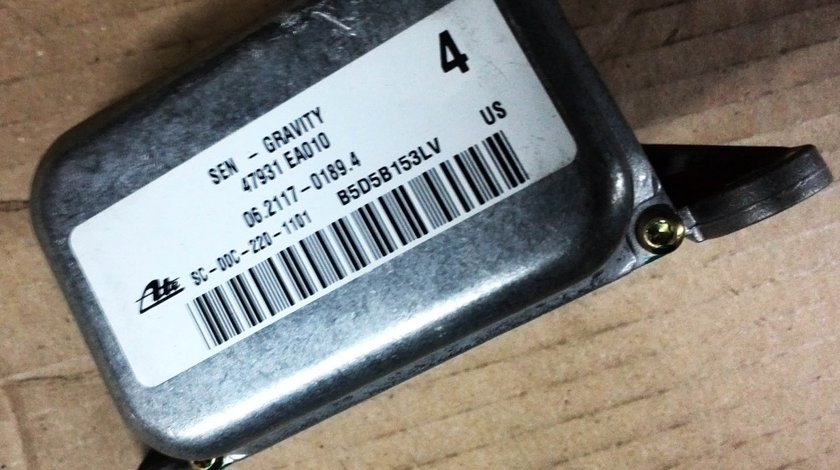 4
SEN - GRAVITY
47931 EA010
06.2117-0189.4
US
SC-00C-220-1101 B5D5B153LV
Ate